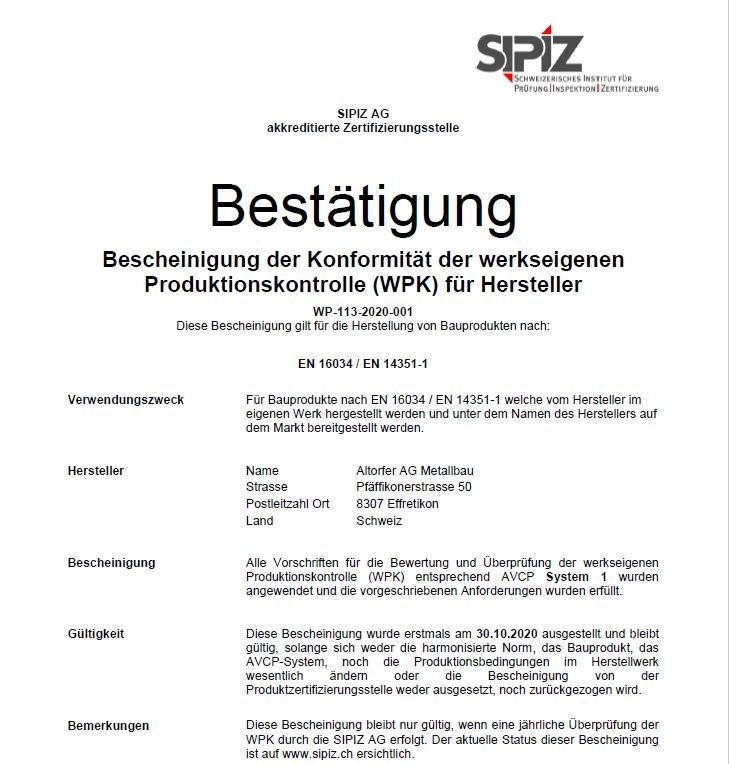 SIPIZ
SCHWEIZERISCHES INSTITUT FÜR
PRÜFUNG|INSPEKTION|ZERTIFIZIERUNG
SIPIZ AG
akkreditierte Zertifizierungsstelle
Bestätigung
Bescheinigung der Konformität der werkseigenen
Produktionskontrolle (WPK) für Hersteller
WP-113-2020-001
Diese Bescheinigung gilt für die Herstellung von Bauprodukten nach:
EN 16034 / EN 14351-1
Verwendungszweck Für Bauprodukte nach EN 16034 / EN 14351-1 welche vom Hersteller im
eigenen Werk hergestellt werden und unter dem Namen des Herstellers auf
dem Markt bereitgestellt werden.
Hersteller Name Altorfer AG Metallbau
Strasse Pfäffikonerstrasse 50
Postleitzahl Ort 8307 Effretikon
Land Schweiz
Bescheinigung Alle Vorschriften für die Bewertung und Überprüfung der werkseigenen
Produktionskontrolle (WPK) entsprechend AVCP System 1 wurden
angewendet und die vorgeschriebenen Anforderungen wurden erfüllt.
Gültigkeit Diese Bescheinigung wurde erstmals am 30.10.2020 ausgestellt und bleibt
gültig, solange sich weder die harmonisierte Norm, das Bauprodukt, das
AVCP-System, noch die Produktionsbedingungen im Herstellwerk
wesentlich ändern oder die Bescheinigung von der
Produktzertifizierungsstelle weder ausgesetzt, noch zurückgezogen wird.
Bemerkungen Diese Bescheinigung bleibt nur gültig, wenn eine jährliche Überprüfung der
WPK durch die SIPIZ AG erfolgt. Der aktuelle Status dieser Bescheinigung
ist auf www.sipiz.ch ersichtlich.